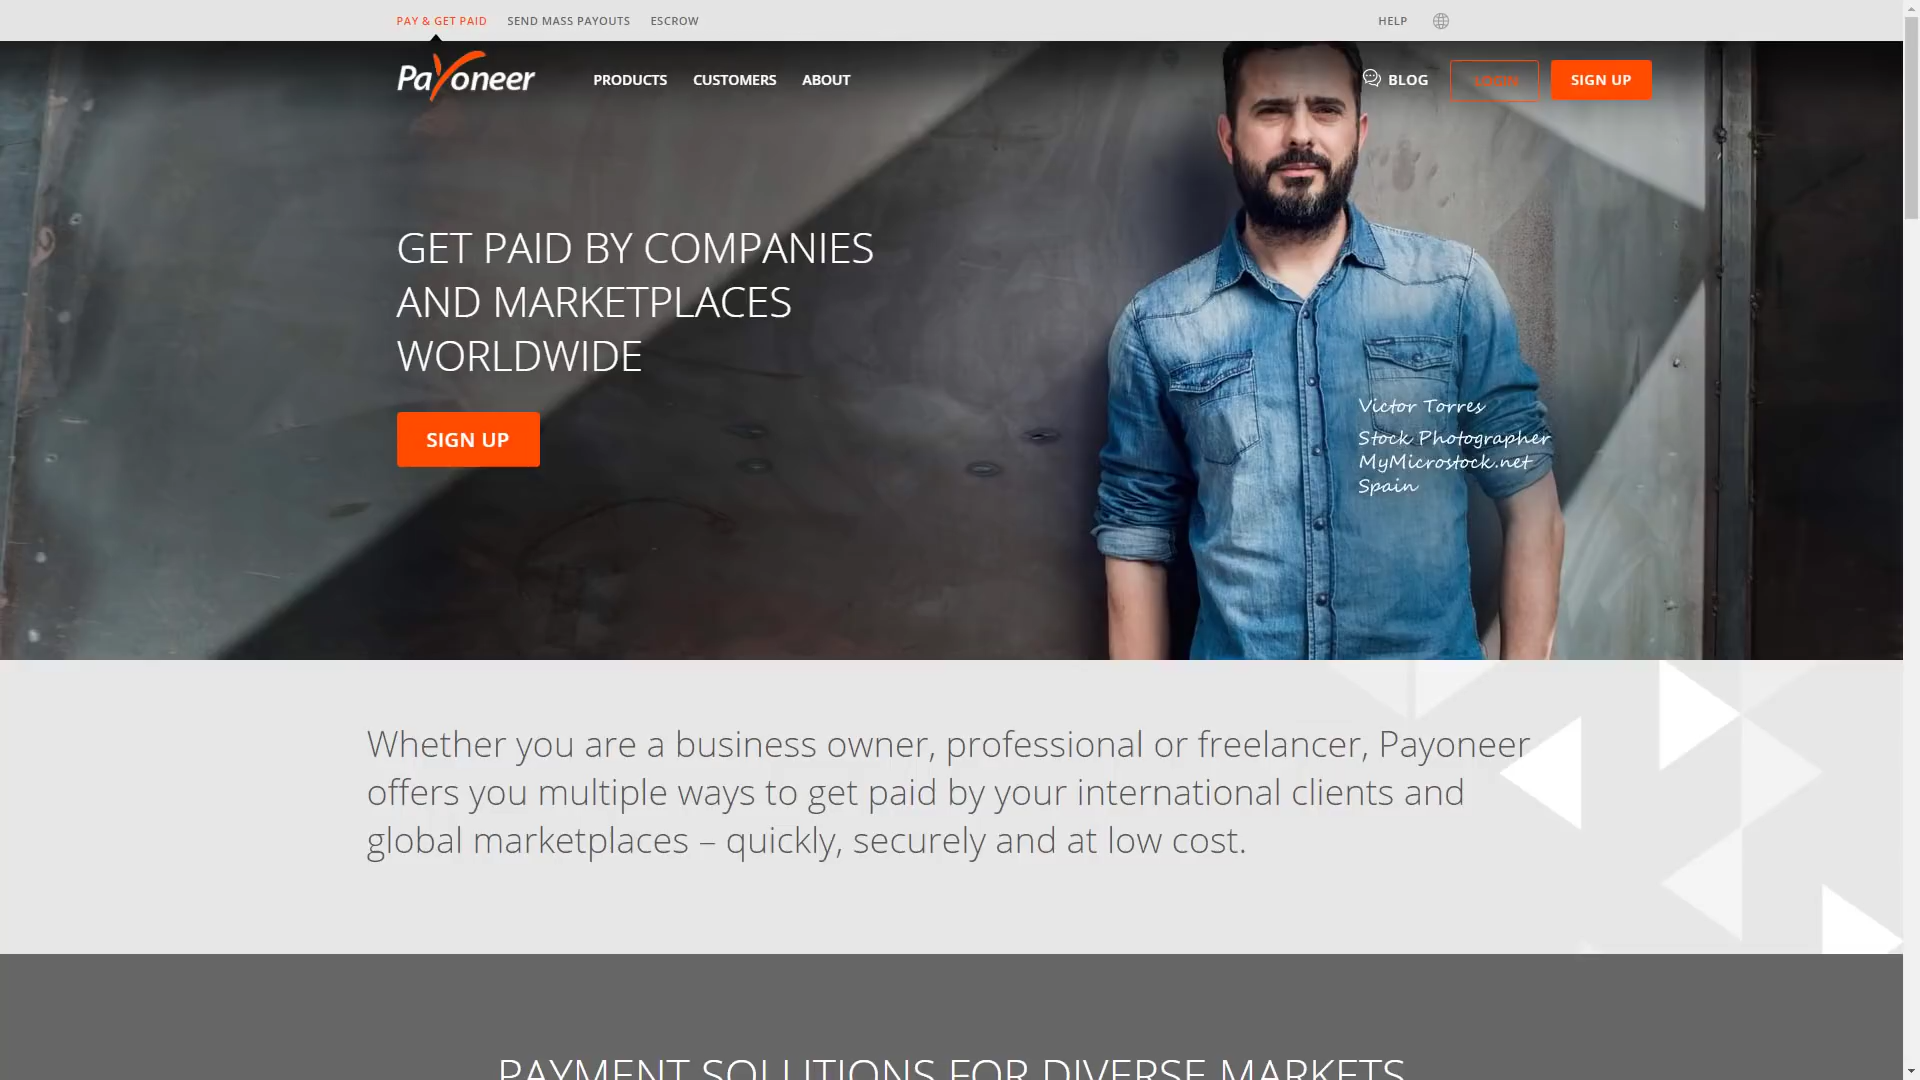 PAY & GET PAID SEND MASS PAYOUTS ESCROW HELP
Payoneer PRODUCTS CUSTOMERS ABOUT BLOG LOGIN SIGN UP
GET PAID BY COMPANIES
AND MARKETPLACES
WORLDWIDE
SIGN UP
Victor Torres
Stock Photographer
MyMicrostock.net
Spain
Whether you are a business owner, professional or freelancer, Payoneer
offers you multiple ways to get paid by your international clients and
global marketplaces – quickly, securely and at low cost.
PAYMENT SOLUTIONS FOR DIVERSE MARKETS